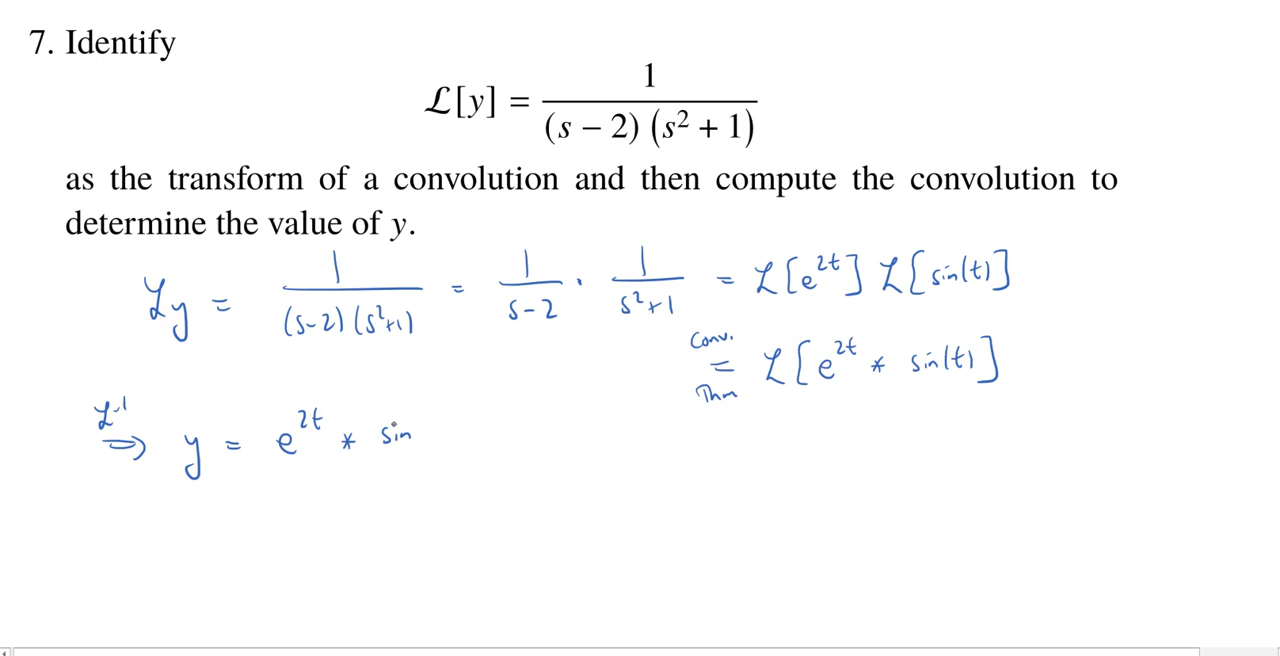 7. Identify
ℒ[y] = 1 / ((s − 2) (s² + 1))
as the transform of a convolution and then compute the convolution to
determine the value of y.
ℒy = 1 / ((s-2)(s²+1)) = 1/(s-2) · 1/(s²+1) = ℒ[e^{2t}] ℒ[sin(t)]
Conv. = Thm ℒ[e^{2t} * sin(t)]
ℒ⁻¹ ⇒ y = e^{2t} * sin